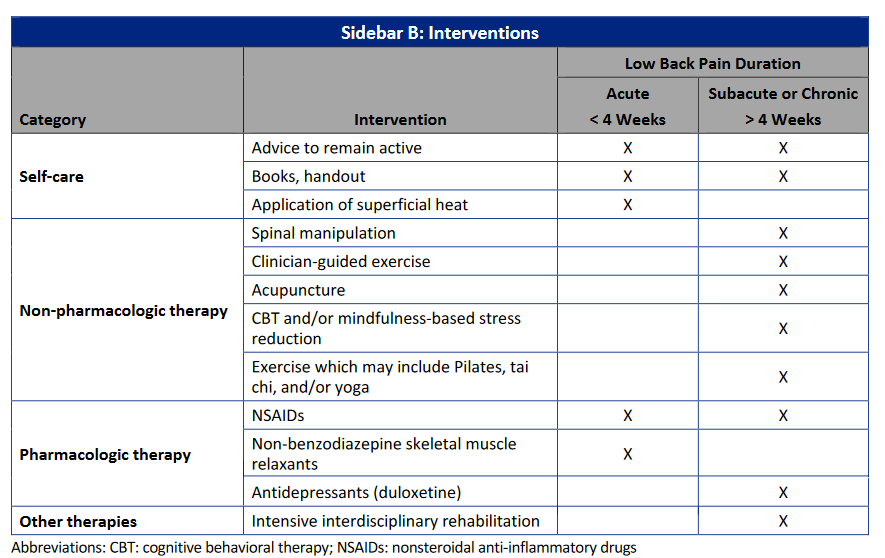 Sidebar B: Interventions
Low Back Pain Duration
Category
Intervention
Acute
< 4 Weeks
Subacute or Chronic
> 4 Weeks
Self-care
Advice to remain active X X
Books, handout X X
Application of superficial heat X
Non-pharmacologic therapy
Spinal manipulation X
Clinician-guided exercise X
Acupuncture X
CBT and/or mindfulness-based stress
reduction X
Exercise which may include Pilates, tai
chi, and/or yoga X
Pharmacologic therapy
NSAIDs X X
Non-benzodiazepine skeletal muscle
relaxants X
Antidepressants (duloxetine) X
Other therapies
Intensive interdisciplinary rehabilitation X
Abbreviations: CBT: cognitive behavioral therapy; NSAIDs: nonsteroidal anti-inflammatory drugs